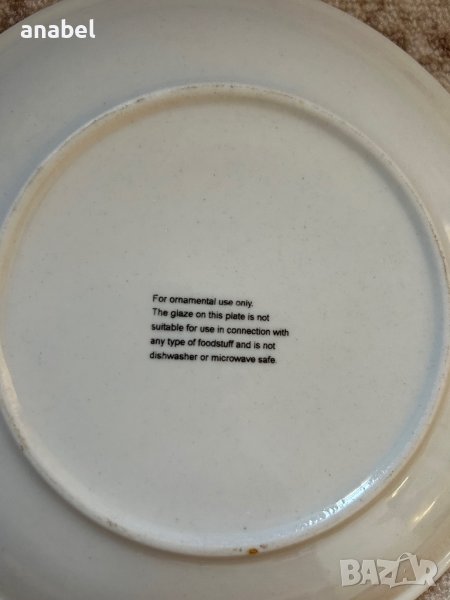 anabel
For ornamental use only.
The glaze on this plate is not
suitable for use in connection with
any type of foodstuff and is not
dishwasher or microwave safe.
BAZAR